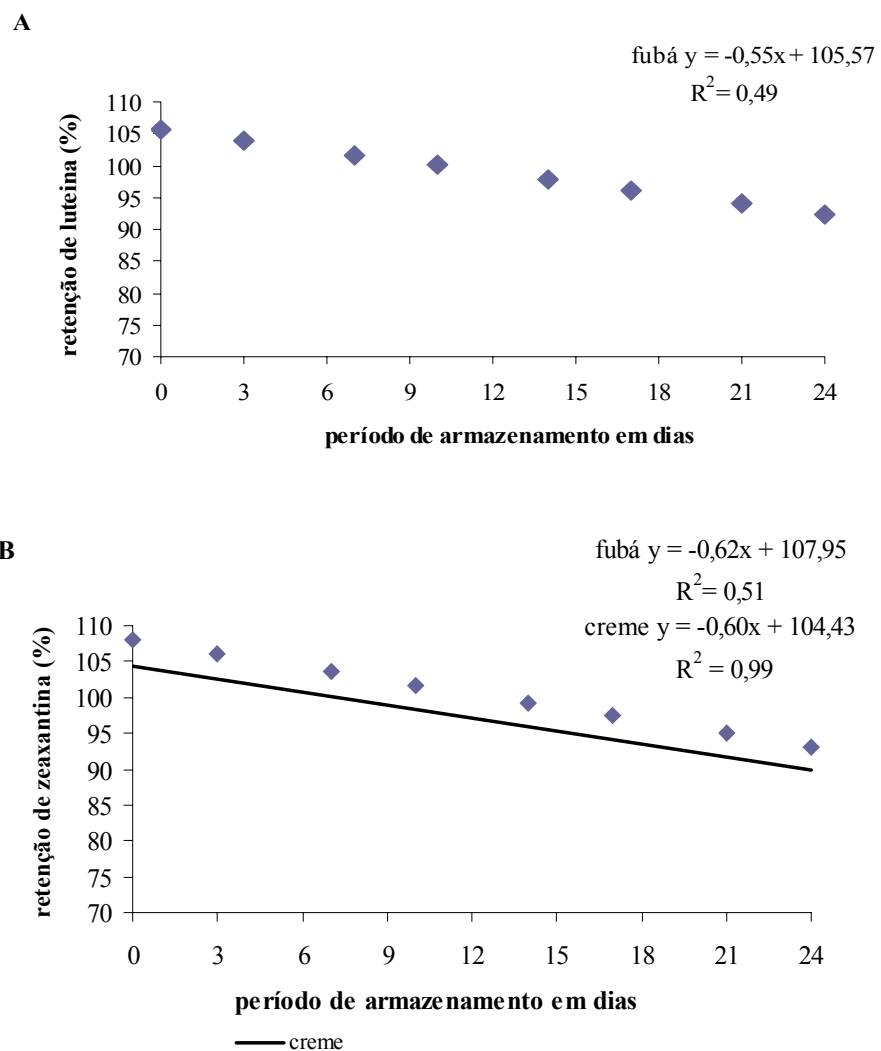 A
fubá y = -0,55x + 105,57
R² = 0,49
110
105
100
95
90
85
80
75
70
retenção de luteina (%)
0 3 6 9 12 15 18 21 24
período de armazenamento em dias
B
fubá y = -0,62x + 107,95
R² = 0,51
creme y = -0,60x + 104,43
R² = 0,99
110
105
100
95
90
85
80
75
70
retenção de zeaxantina (%)
0 3 6 9 12 15 18 21 24
período de armazenamento em dias
creme